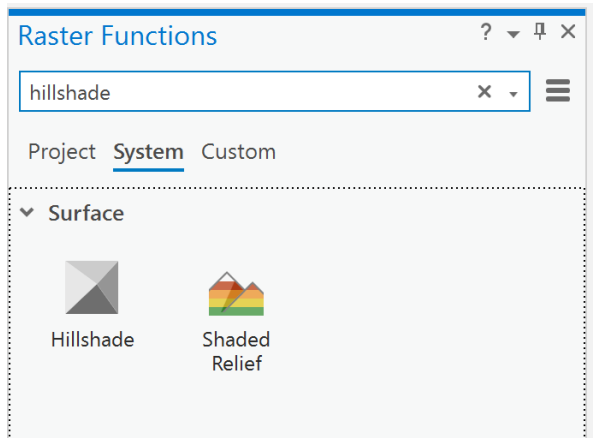 Raster Functions
?
hillshade
Project System Custom
Surface
Hillshade
Shaded
Relief